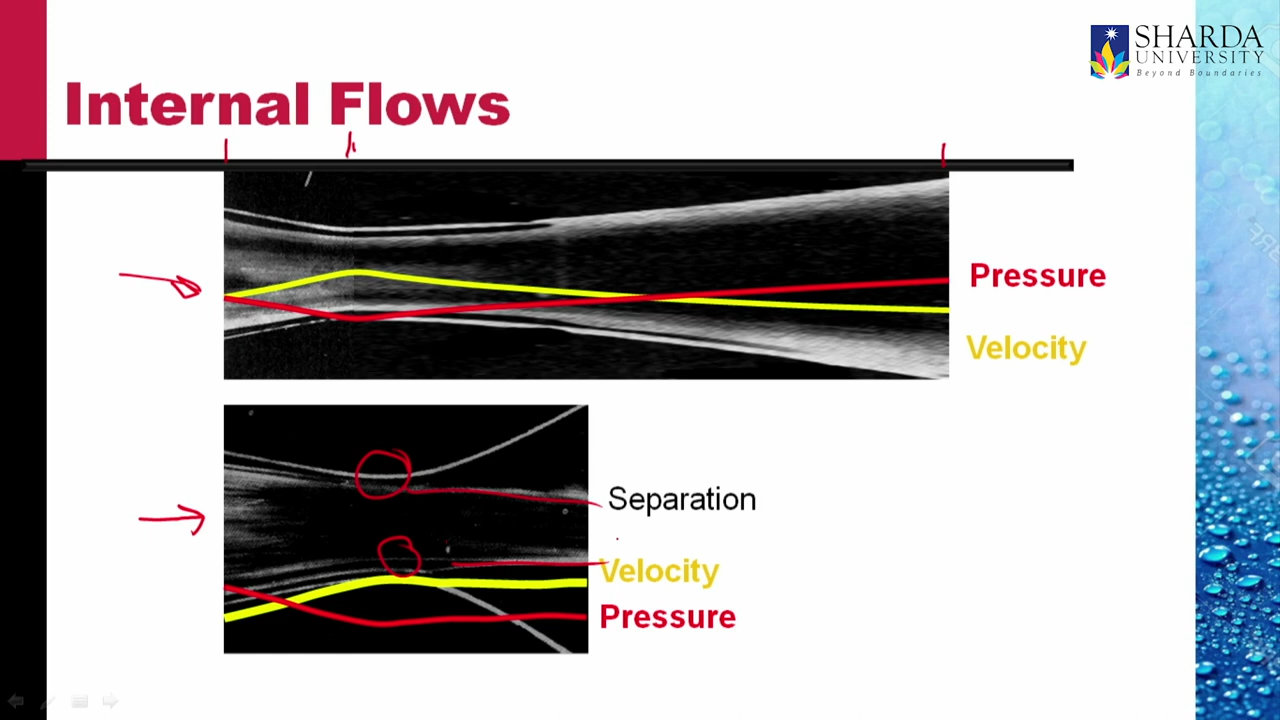 SHARDA
UNIVERSITY
Beyond Boundaries
Internal Flows
Pressure
Velocity
Separation
Velocity
Pressure